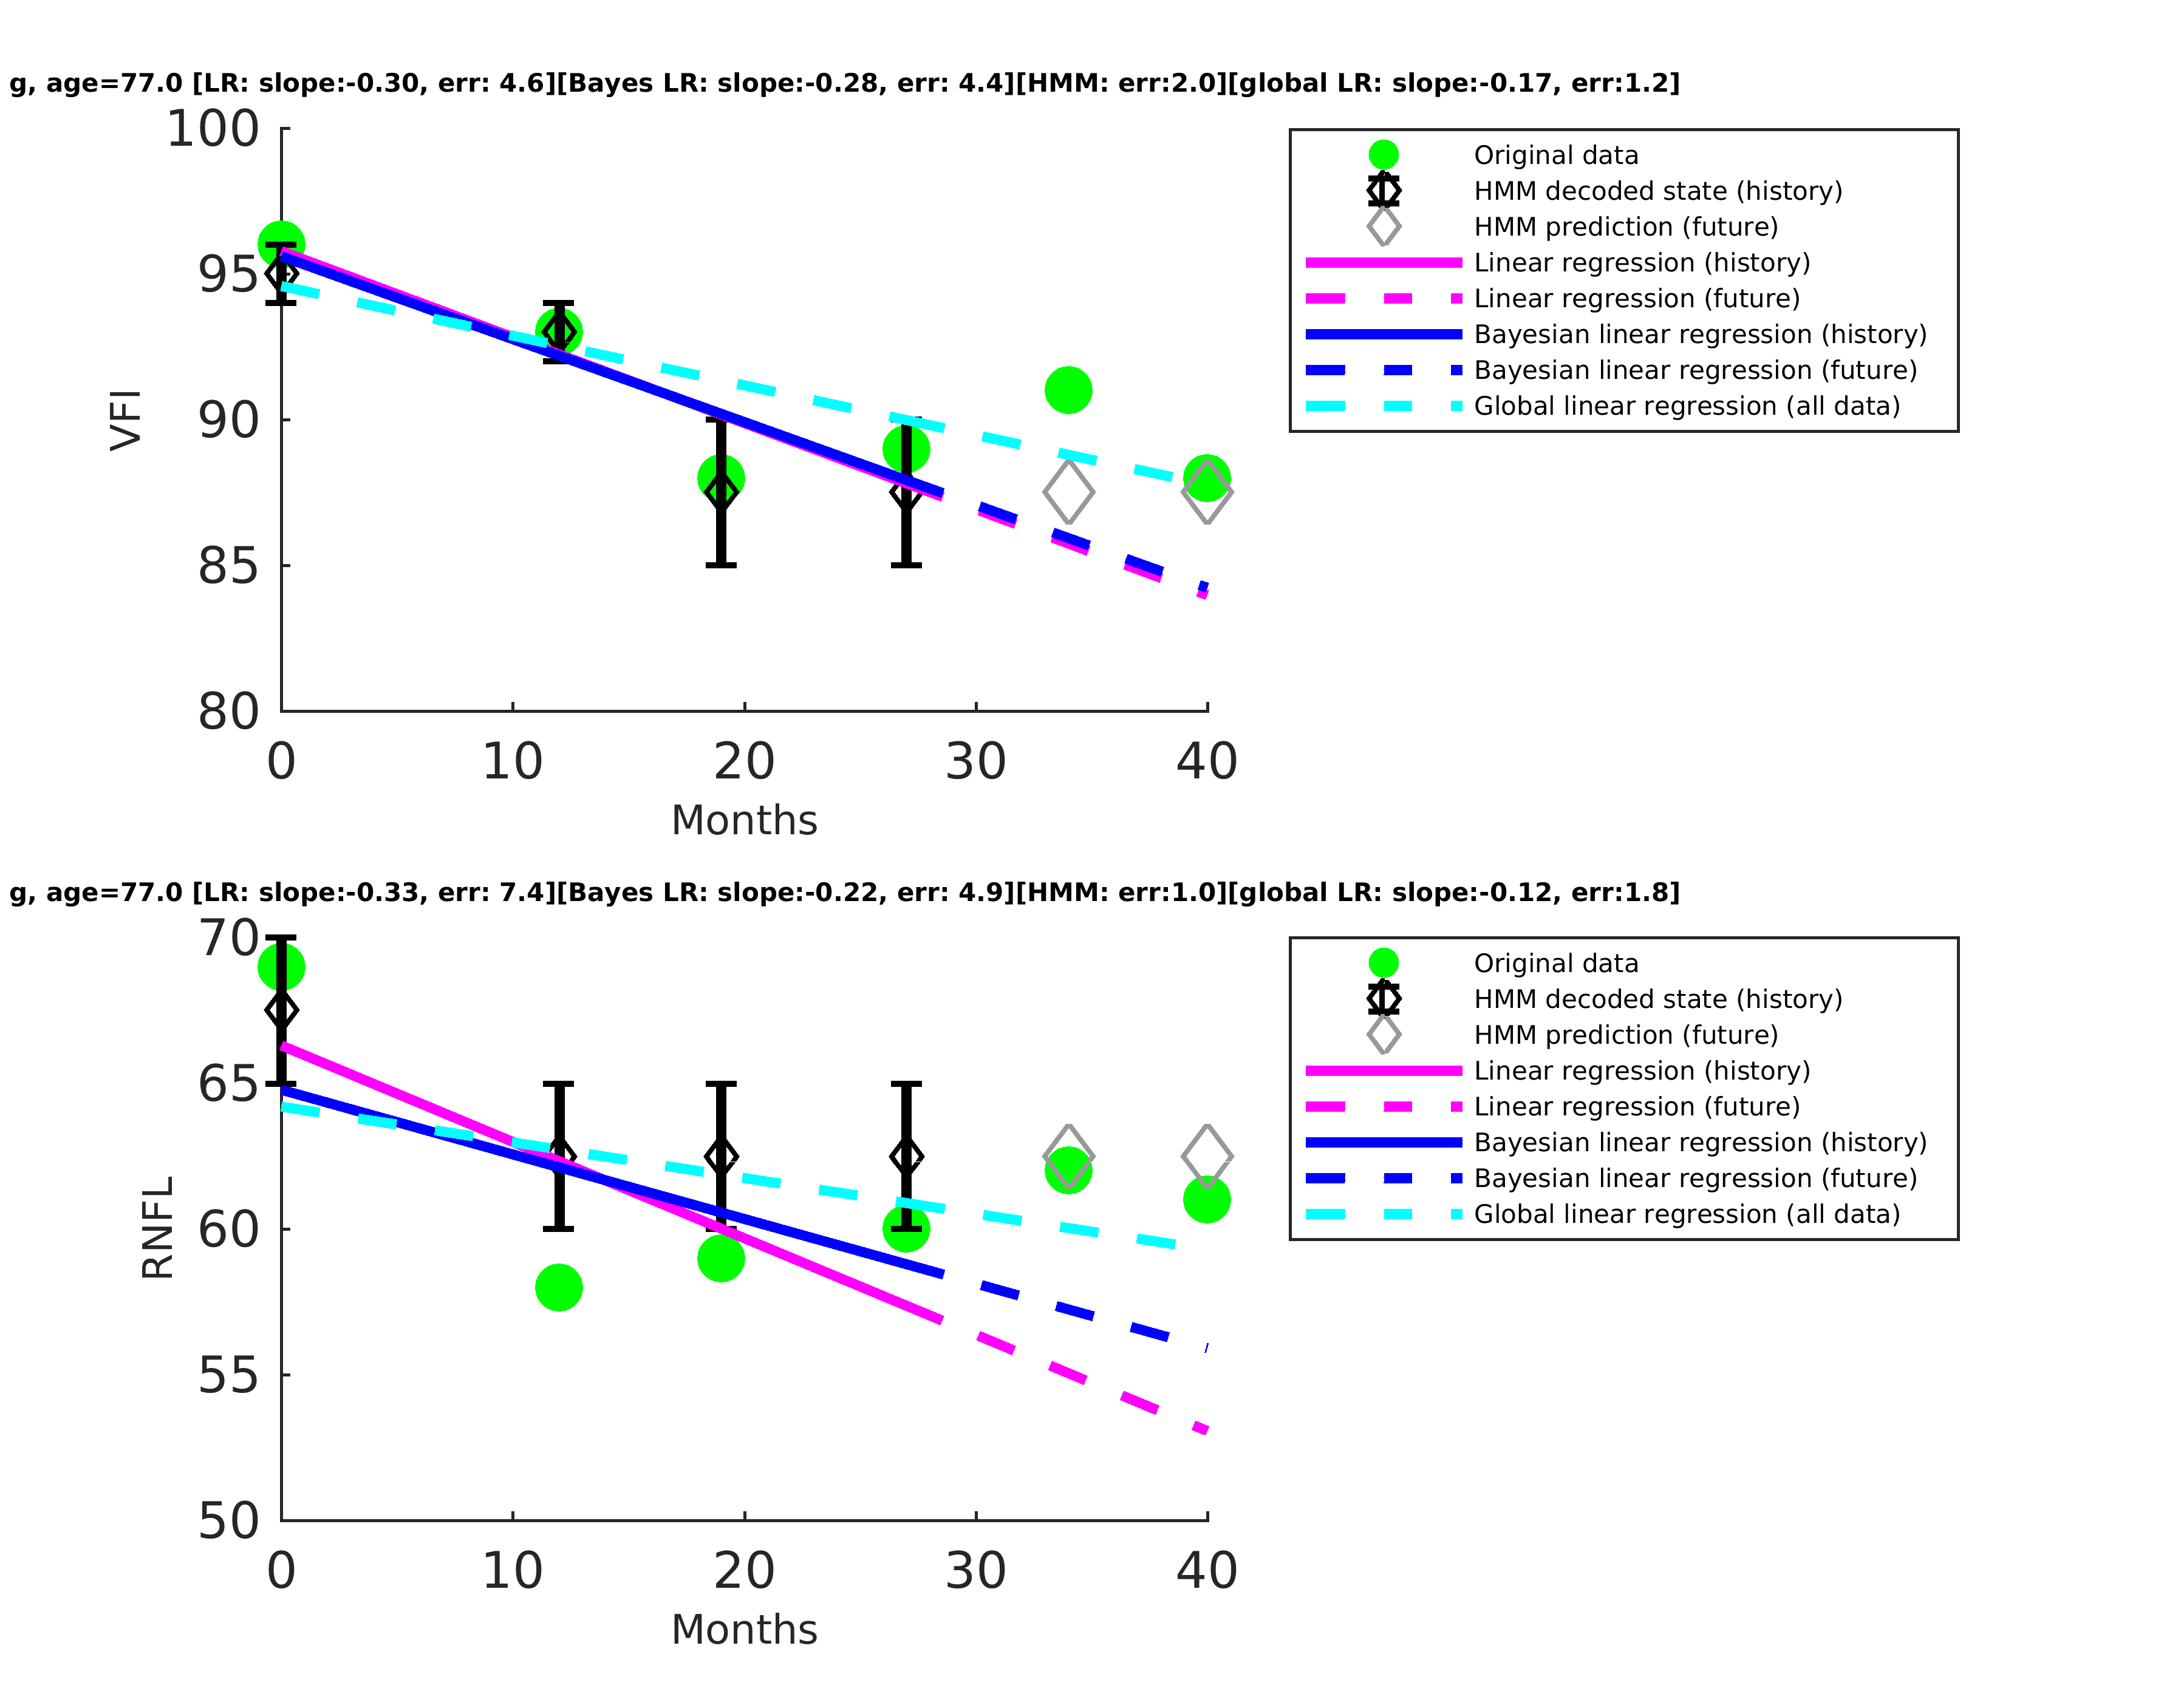 g, age=77.0 [LR: slope:-0.30, err: 4.6][Bayes LR: slope:-0.28, err: 4.4][HMM: err:2.0][global LR: slope:-0.17, err:1.2]
100
95
90
85
80
VFI
0 10 20 30 40
Months
Original data
HMM decoded state (history)
HMM prediction (future)
Linear regression (history)
Linear regression (future)
Bayesian linear regression (history)
Bayesian linear regression (future)
Global linear regression (all data)
g, age=77.0 [LR: slope:-0.33, err: 7.4][Bayes LR: slope:-0.22, err: 4.9][HMM: err:1.0][global LR: slope:-0.12, err:1.8]
70
65
60
55
50
RNFL
0 10 20 30 40
Months
Original data
HMM decoded state (history)
HMM prediction (future)
Linear regression (history)
Linear regression (future)
Bayesian linear regression (history)
Bayesian linear regression (future)
Global linear regression (all data)